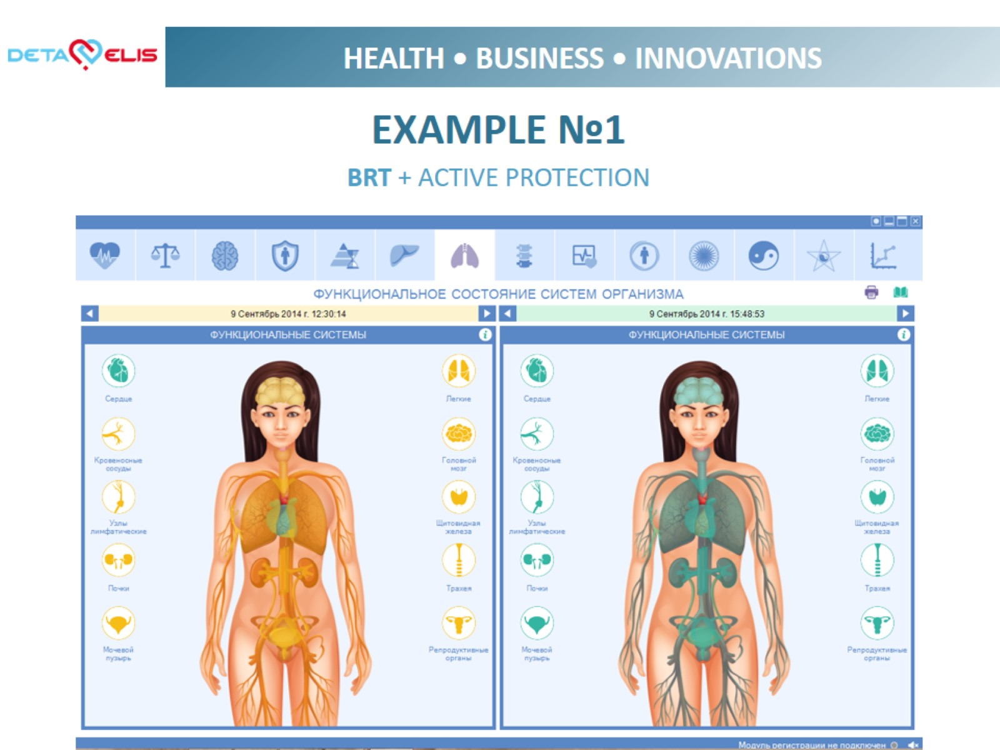 DETA ELIS
HEALTH • BUSINESS • INNOVATIONS
EXAMPLE №1
BRT + ACTIVE PROTECTION
ФУНКЦИОНАЛЬНОЕ СОСТОЯНИЕ СИСТЕМ ОРГАНИЗМА
9 Сентябрь 2014 г. 12:30:14
9 Сентябрь 2014 г. 15:48:53
ФУНКЦИОНАЛЬНЫЕ СИСТЕМЫ
Сердце
Легкие
Кровеносные
сосуды
Головной
мозг
Узлы
лимфатические
Щитовидная
железа
Почки
Трахея
Мочевой
пузырь
Репродуктивные
органы
ФУНКЦИОНАЛЬНЫЕ СИСТЕМЫ
Сердце
Легкие
Кровеносные
сосуды
Головной
мозг
Узлы
лимфатические
Щитовидная
железа
Почки
Трахея
Мочевой
пузырь
Репродуктивные
органы
Модуль регистрации не подключен